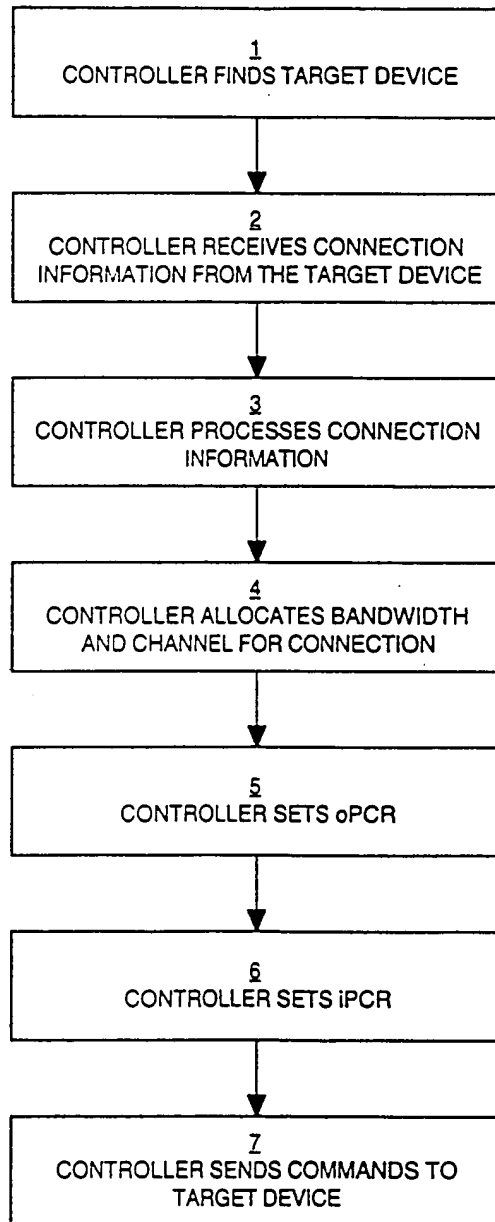 1
CONTROLLER FINDS TARGET DEVICE
2
CONTROLLER RECEIVES CONNECTION
INFORMATION FROM THE TARGET DEVICE
3
CONTROLLER PROCESSES CONNECTION
INFORMATION
4
CONTROLLER ALLOCATES BANDWIDTH
AND CHANNEL FOR CONNECTION
5
CONTROLLER SETS oPCR
6
CONTROLLER SETS iPCR
7
CONTROLLER SENDS COMMANDS TO
TARGET DEVICE